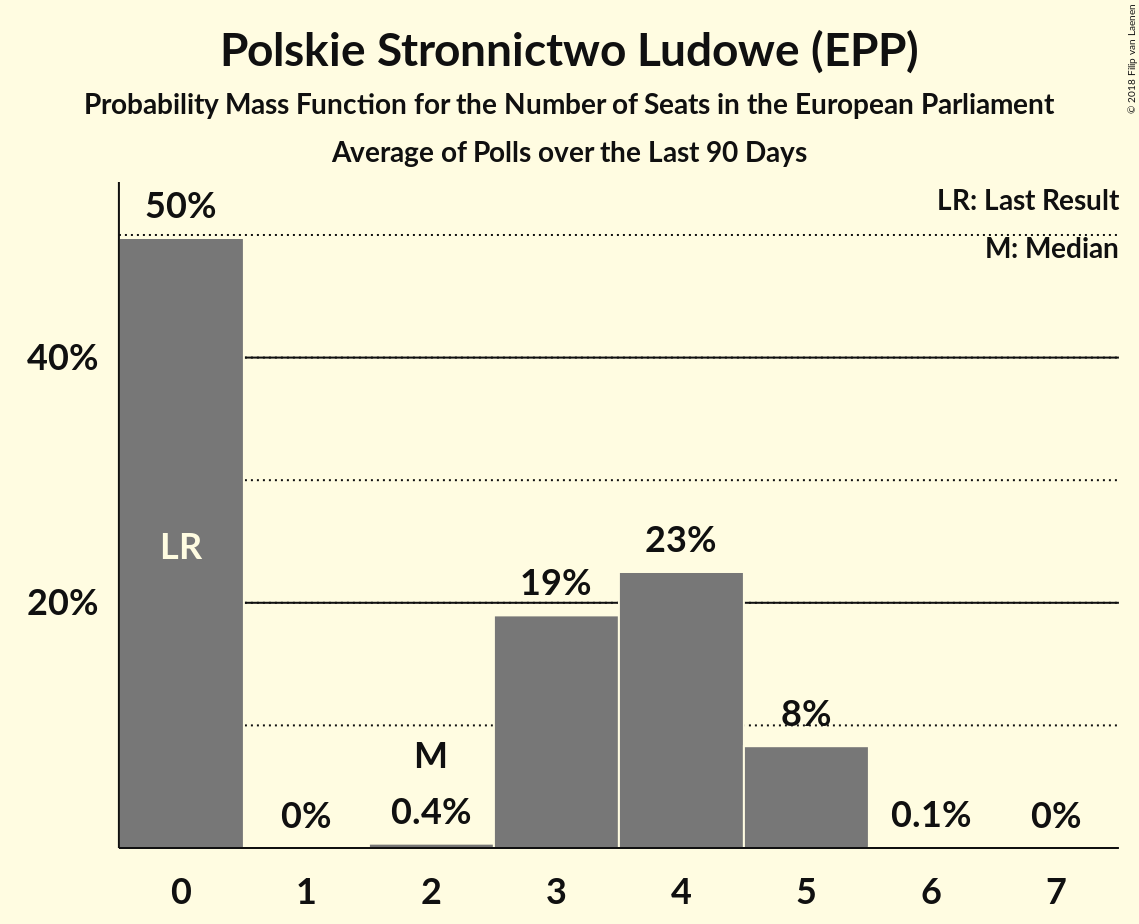 Polskie Stronnictwo Ludowe (EPP)
Probability Mass Function for the Number of Seats in the European Parliament
Average of Polls over the Last 90 Days
© 2018 Filip van Laenen
LR: Last Result
M: Median
50%
40%
LR
23%
19%
20%
8%
M
0.4%
0%
0.1%
0%
0 1 2 3 4 5 6 7